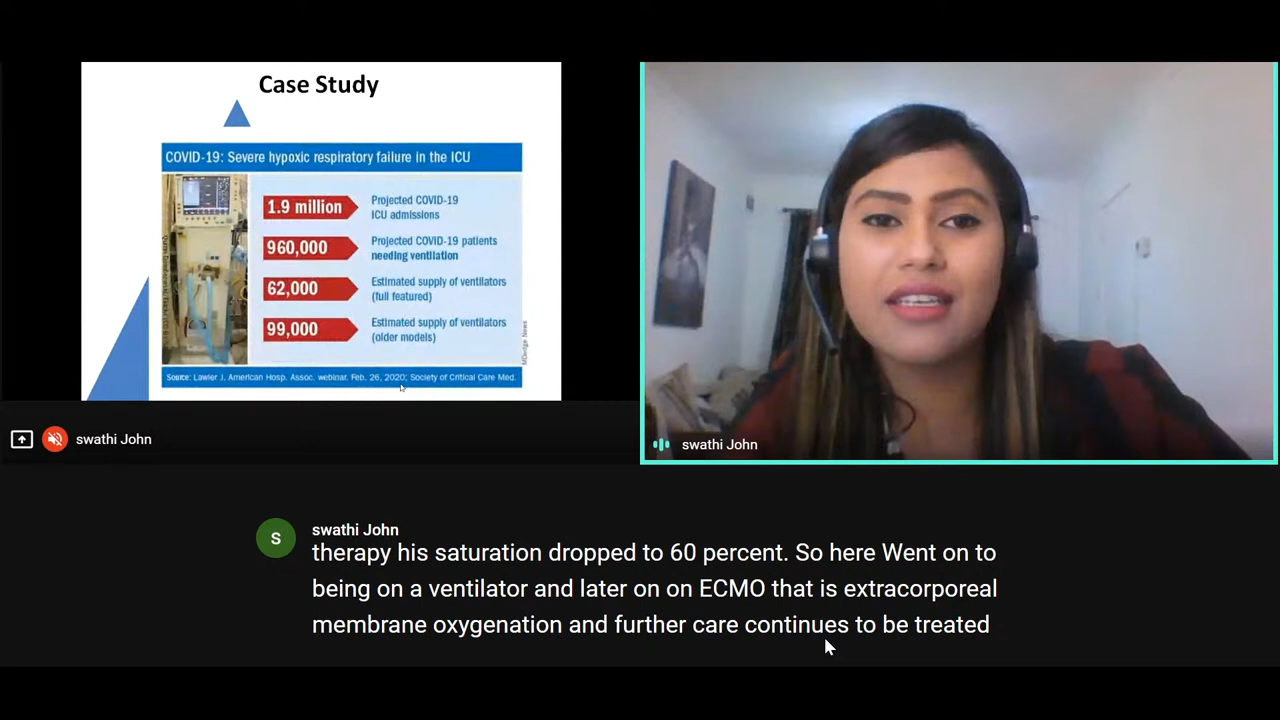 Case Study
COVID-19: Severe hypoxic respiratory failure in the ICU
1.9 million
Projected COVID-19
ICU admissions
960,000
Projected COVID-19 patients
needing ventilation
62,000
Estimated supply of ventilators
(full featured)
99,000
Estimated supply of ventilators
(older models)
MDedge News
Source: Lawler J. American Hosp. Assoc. webinar. Feb. 26, 2020; Society of Critical Care Med.
swathi John
swathi John
S
swathi John
therapy his saturation dropped to 60 percent. So here Went on to
being on a ventilator and later on on ECMO that is extracorporeal
membrane oxygenation and further care continues to be treated